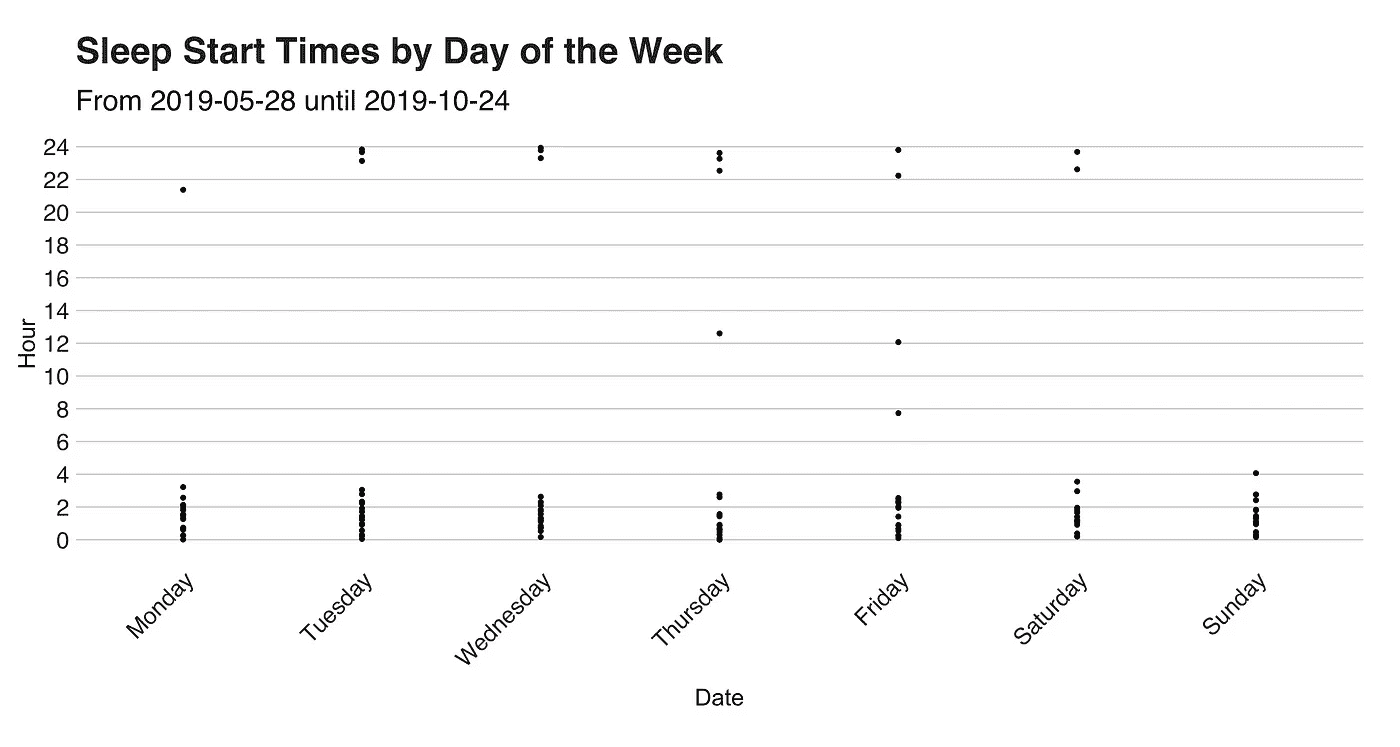 Sleep Start Times by Day of the Week
From 2019-05-28 until 2019-10-24
24
22
20
18
16
14
12
10
8
6
4
2
0
Hour
Monday
Tuesday
Wednesday
Thursday
Friday
Saturday
Sunday
Date